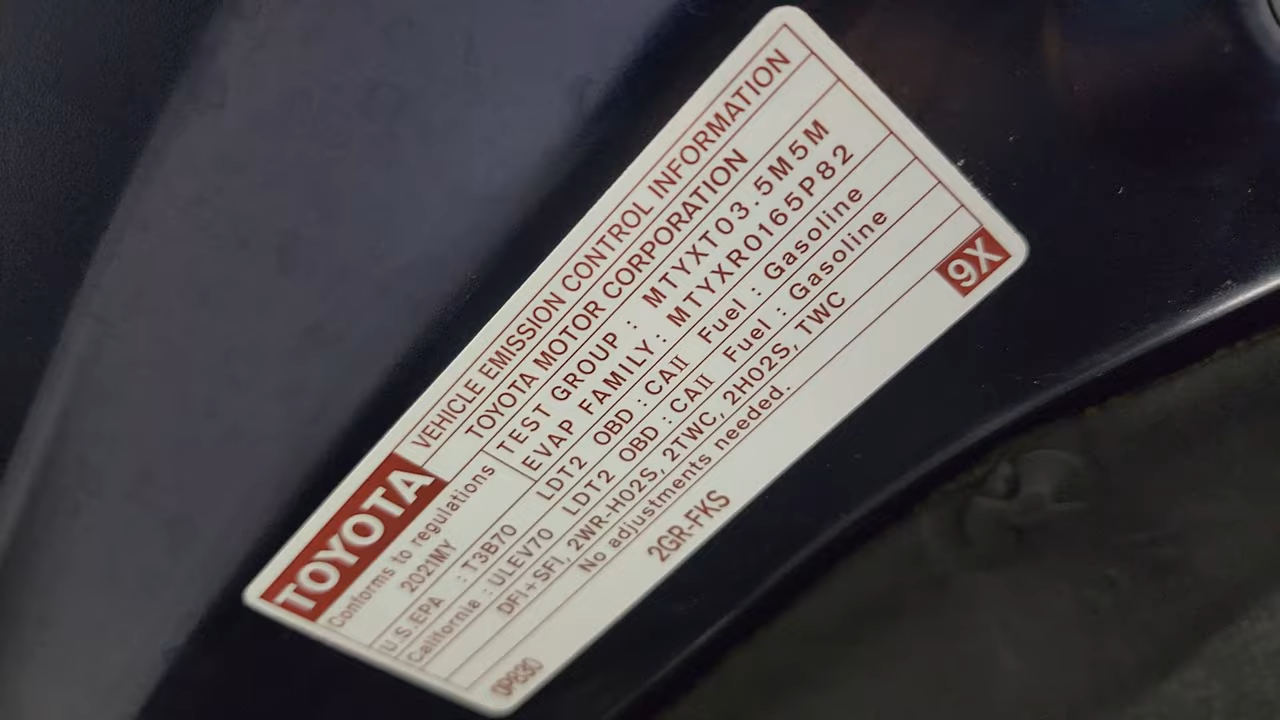 TOYOTA VEHICLE EMISSION CONTROL INFORMATION
TOYOTA MOTOR CORPORATION
Conforms to regulations
2021MY
TEST GROUP : MTYXT03.5M5M
EVAP FAMILY: MTYXR0165P82
U.S.EPA : T3B70 LDT2 OBD : CAII Fuel : Gasoline
California : ULEV70 LDT2 OBD : CAII Fuel : Gasoline
DFI+SFI, 2WR-HO2S, 2TWC, 2HO2S, TWC
No adjustments needed.
2GR-FKS
9X
0P830